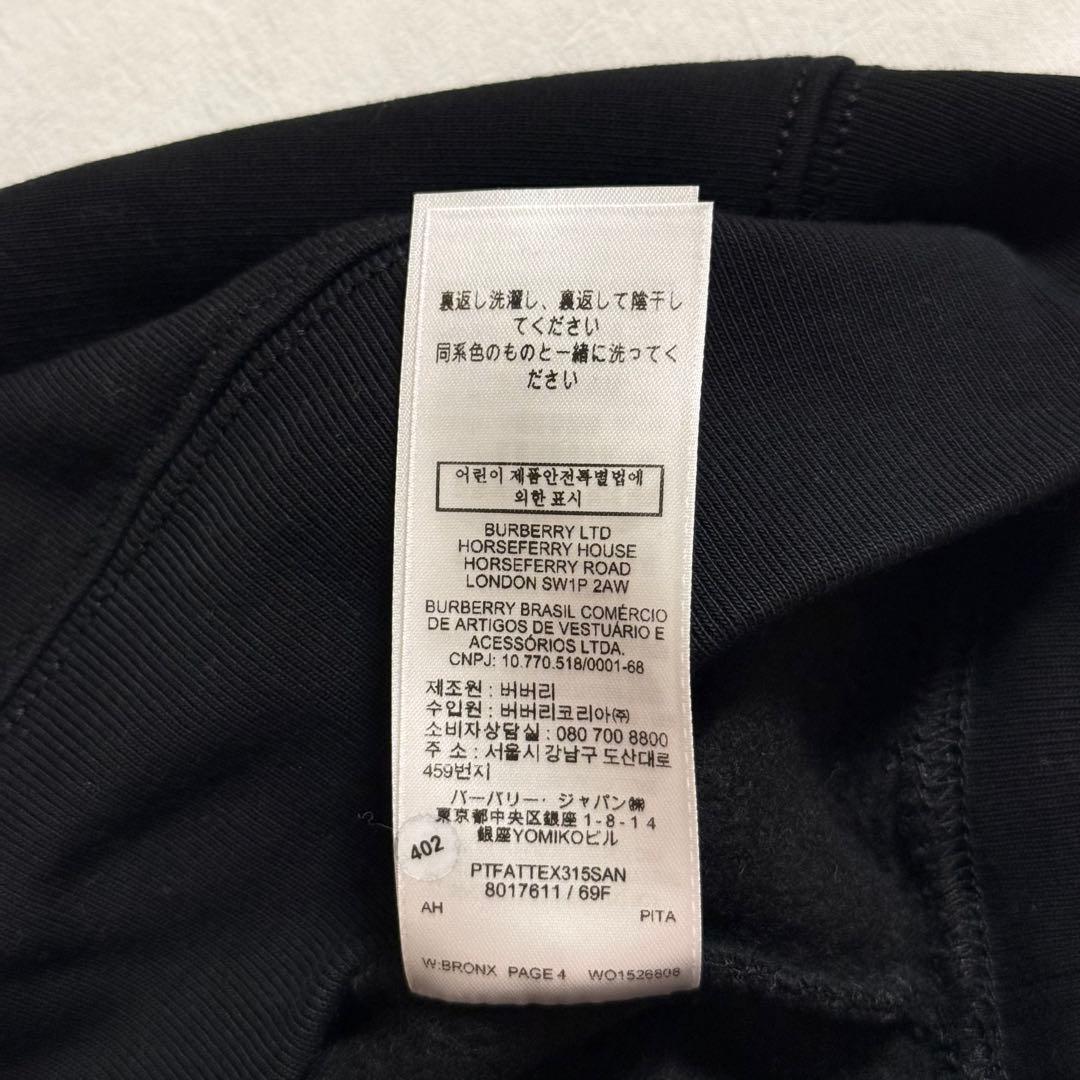 裏返し洗濯し、裏返して陰干し
てください
同系色のものと一緒に洗ってく
ださい
어린이 제품안전특별법에
의한 표시
BURBERRY LTD
HORSEFERRY HOUSE
HORSEFERRY ROAD
LONDON SW1P 2AW
BURBERRY BRASIL COMÉRCIO
DE ARTIGOS DE VESTUÁRIO E
ACESSÓRIOS LTDA.
CNPJ: 10.770.518/0001-68
제조원 : 버버리
수입원 : 버버리코리아㈜
소비자상담실 : 080 700 8800
주 소 : 서울시 강남구 도산대로
459번지
バーバリー・ジャパン㈱
東京都中央区銀座 1-8-14
銀座YOMIKOビル
402
PTFATTEX315SAN
8017611 / 69F
AH PITA
W:BRONX PAGE 4 WO1526808